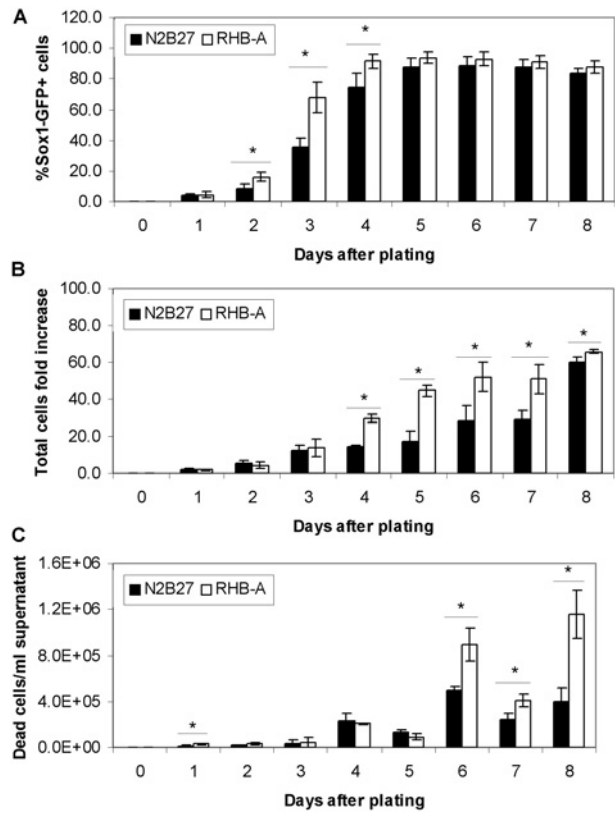 A
120.0
100.0
80.0
60.0
40.0
20.0
0.0
%Sox1-GFP+ cells
N2B27 RHB-A
* * *
0 1 2 3 4 5 6 7 8
Days after plating
B
100.0
80.0
60.0
40.0
20.0
0.0
Total cells fold increase
N2B27 RHB-A
* * * * *
0 1 2 3 4 5 6 7 8
Days after plating
C
1.6E+06
1.2E+06
8.0E+05
4.0E+05
0.0E+00
Dead cells/ml supernatant
N2B27 RHB-A
* * * *
0 1 2 3 4 5 6 7 8
Days after plating